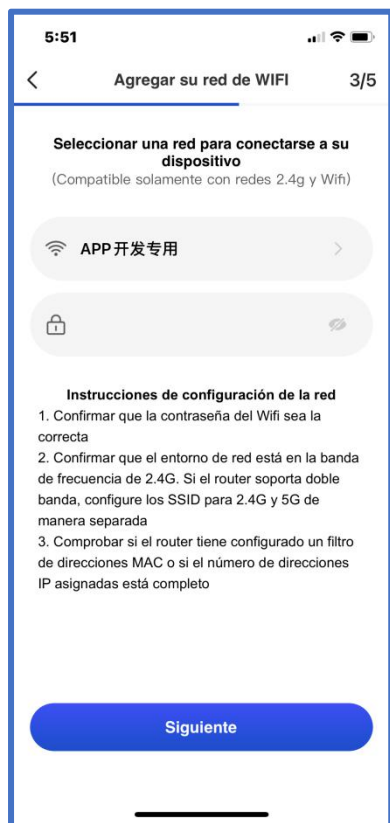 5:51
Agregar su red de WIFI 3/5
Seleccionar una red para conectarse a su
dispositivo
(Compatible solamente con redes 2.4g y Wifi)
APP开发专用
Instrucciones de configuración de la red
1. Confirmar que la contraseña del Wifi sea la
correcta
2. Confirmar que el entorno de red está en la banda
de frecuencia de 2.4G. Si el router soporta doble
banda, configure los SSID para 2.4G y 5G de
manera separada
3. Comprobar si el router tiene configurado un filtro
de direcciones MAC o si el número de direcciones
IP asignadas está completo
Siguiente